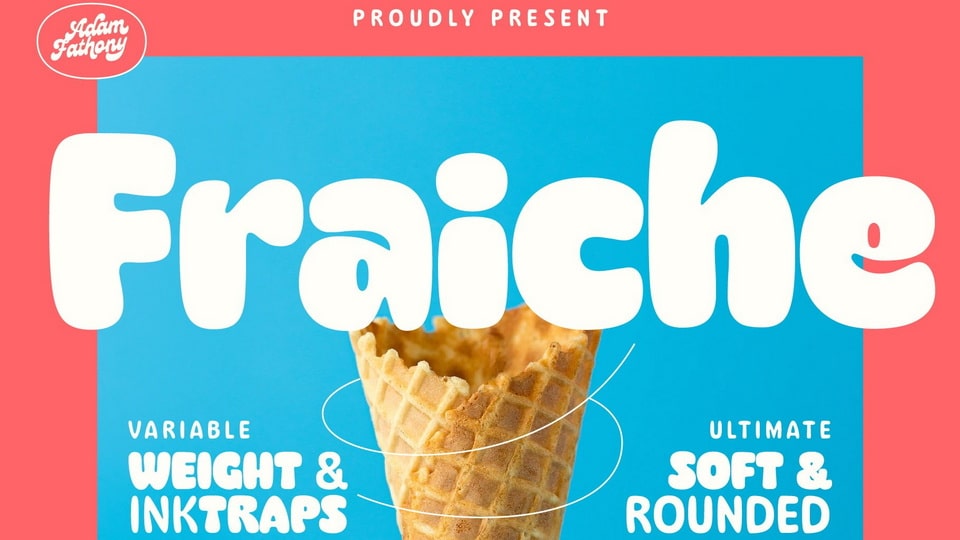 Adam
Fathony
PROUDLY PRESENT
Fraiche
VARIABLE
WEIGHT &
INKTRAPS
ULTIMATE
SOFT &
ROUNDED